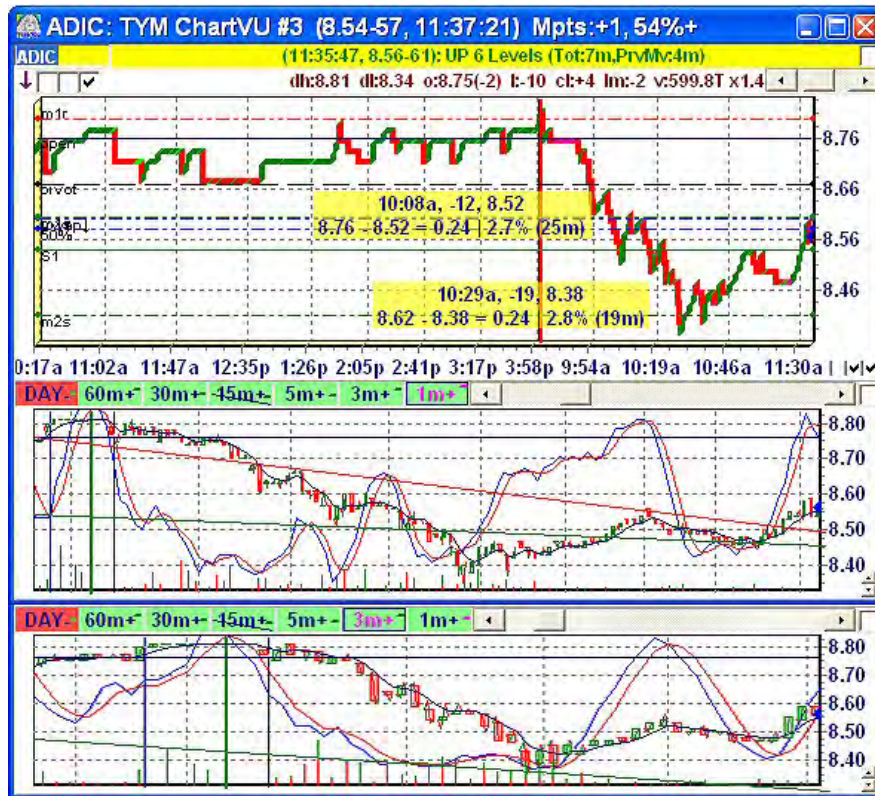 ADIC: TYM ChartVU #3 (8.54-57, 11:37:21) Mpts:+1, 54%+
ADIC (11:35:47, 8.56-61): UP 6 Levels (Tot:7m,PrvMv:4m)
dh:8.81 dl:8.34 o:8.75(-2) l:-10 cl:+4 lm:-2 v:599.8T x1.4
m1r
open
8.76
prvot
8.66
10:08a, -12, 8.52
8.76 - 8.52 = 0.24 | 2.7% (25m)
50%
8.56
S1
10:29a, -19, 8.38
8.46
8.62 - 8.38 = 0.24 | 2.8% (19m)
m2s
0:17a 11:02a 11:47a 12:35p 1:26p 2:05p 2:41p 3:17p 3:58p 9:54a 10:19a 10:46a 11:30a
DAY- 60m+ 30m+ 15m+ 5m+ 3m+ 1m+
8.80
8.70
8.60
8.50
8.40
DAY- 60m+ 30m+ 15m+ 5m+ 3m+ 1m+
8.80
8.70
8.60
8.50
8.40